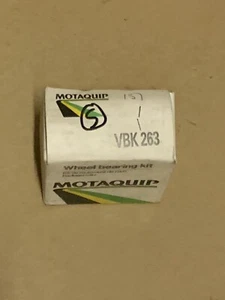 MOTAQUIP
157
5
VBK 263
Wheel bearing kit
MOTAQUIP